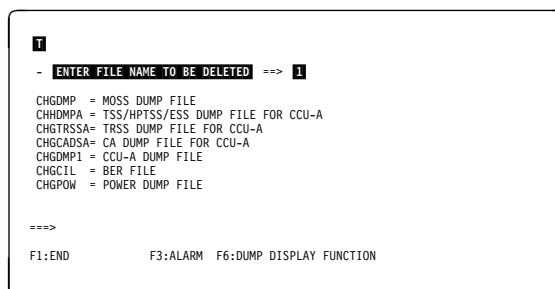 T
- ENTER FILE NAME TO BE DELETED ==> 1
CHGDMP = MOSS DUMP FILE
CHHDMPA = TSS/HPTSS/ESS DUMP FILE FOR CCU-A
CHGTRSSA= TRSS DUMP FILE FOR CCU-A
CHGCADSA= CA DUMP FILE FOR CCU-A
CHGDMP1 = CCU-A DUMP FILE
CHGCIL = BER FILE
CHGPOW = POWER DUMP FILE
===>
F1:END F3:ALARM F6:DUMP DISPLAY FUNCTION